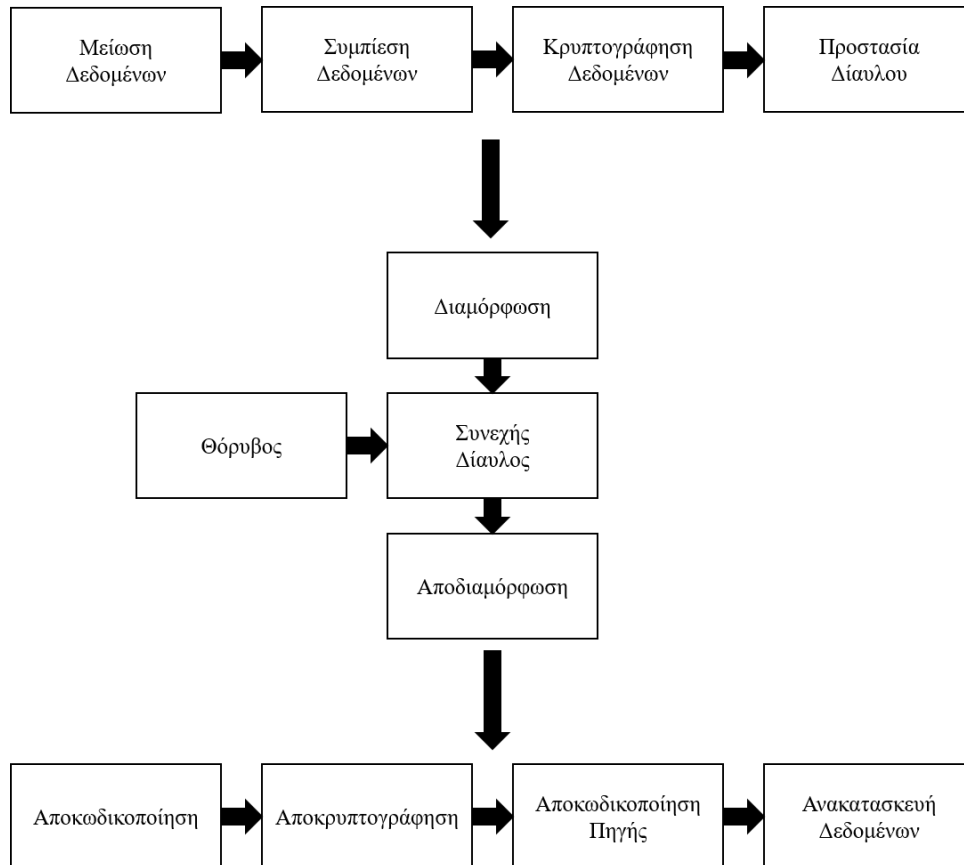 Μείωση
Δεδομένων
Συμπίεση
Δεδομένων
Κρυπτογράφηση
Δεδομένων
Προστασία
Δίαυλου
Διαμόρφωση
Θόρυβος
Συνεχής
Δίαυλος
Αποδιαμόρφωση
Αποκωδικοποίηση
Αποκρυπτογράφηση
Αποκωδικοποίηση
Πηγής
Ανακατασκευή
Δεδομένων